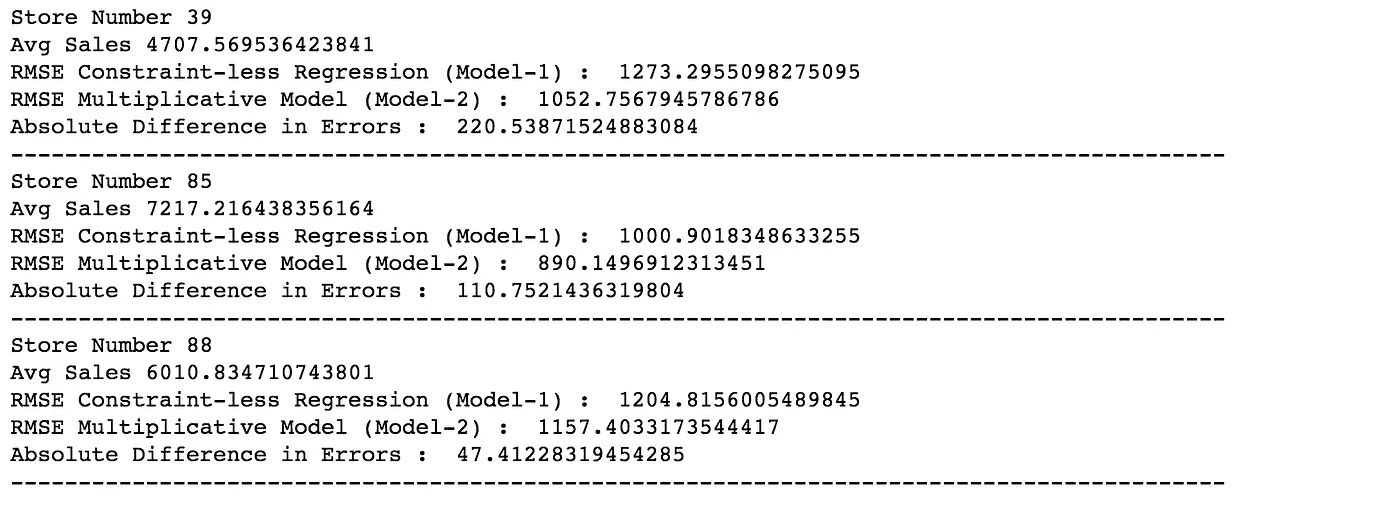 Store Number 39
Avg Sales 4707.569536423841
RMSE Constraint-less Regression (Model-1) :  1273.2955098275095
RMSE Multiplicative Model (Model-2) :  1052.7567945786786
Absolute Difference in Errors :  220.53871524883084
------------------------------------------------------------------------------------------
Store Number 85
Avg Sales 7217.216438356164
RMSE Constraint-less Regression (Model-1) :  1000.9018348633255
RMSE Multiplicative Model (Model-2) :  890.1496912313451
Absolute Difference in Errors :  110.7521436319804
------------------------------------------------------------------------------------------
Store Number 88
Avg Sales 6010.834710743801
RMSE Constraint-less Regression (Model-1) :  1204.8156005489845
RMSE Multiplicative Model (Model-2) :  1157.4033173544417
Absolute Difference in Errors :  47.41228319454285
------------------------------------------------------------------------------------------